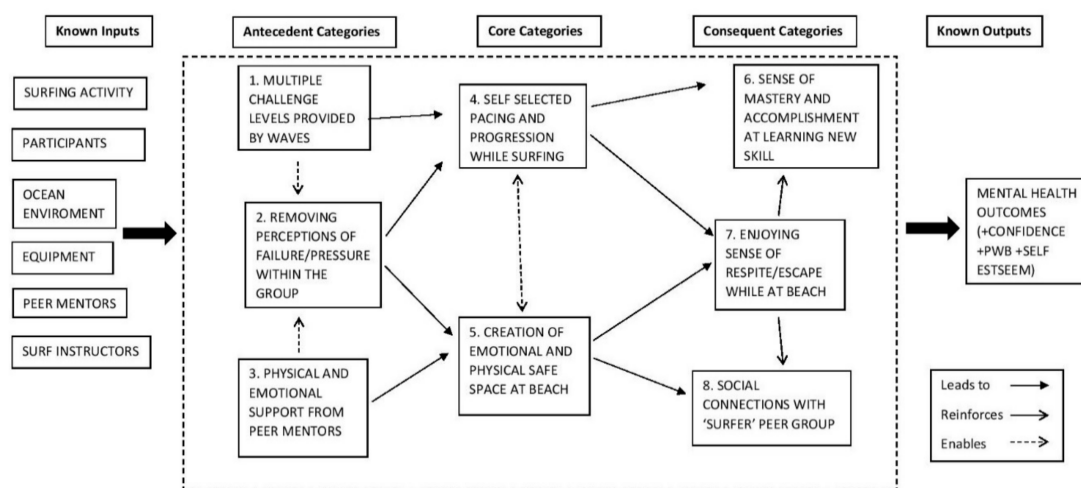 Known Inputs
Antecedent Categories
Core Categories
Consequent Categories
Known Outputs
SURFING ACTIVITY
PARTICIPANTS
OCEAN
ENVIROMENT
EQUIPMENT
PEER MENTORS
SURF INSTRUCTORS
1. MULTIPLE
CHALLENGE
LEVELS PROVIDED
BY WAVES
2. REMOVING
PERCEPTIONS OF
FAILURE/PRESSURE
WITHIN THE
GROUP
3. PHYSICAL AND
EMOTIONAL
SUPPORT FROM
PEER MENTORS
4. SELF SELECTED
PACING AND
PROGRESSION
WHILE SURFING
5. CREATION OF
EMOTIONAL AND
PHYSICAL SAFE
SPACE AT BEACH
6. SENSE OF
MASTERY AND
ACCOMPLISHMENT
AT LEARNING NEW
SKILL
7. ENJOYING
SENSE OF
RESPITE/ESCAPE
WHILE AT BEACH
8. SOCIAL
CONNECTIONS WITH
‘SURFER’ PEER GROUP
MENTAL HEALTH
OUTCOMES
(+CONFIDENCE
+PWB +SELF
ESTSEEM)
Leads to
Reinforces
Enables